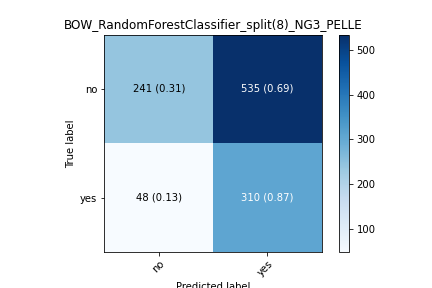 BOW_RandomForestClassifier_split(8)_NG3_PELLE
no
241 (0.31)
535 (0.69)
yes
48 (0.13)
310 (0.87)
True label
no
yes
Predicted label
500
400
300
200
100